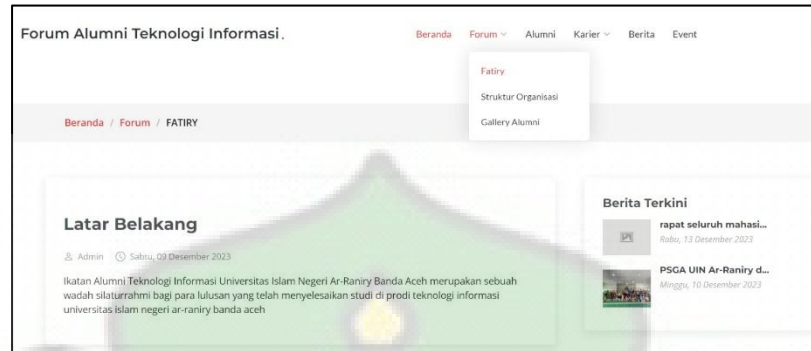 Forum Alumni Teknologi Informasi.
Beranda Forum Alumni Karier Berita Event
Fatiry
Struktur Organisasi
Gallery Alumni
Beranda / Forum / FATIRY
Latar Belakang
Admin Sabtu, 09 Desember 2023
Ikatan Alumni Teknologi Informasi Universitas Islam Negeri Ar-Raniry Banda Aceh merupakan sebuah
wadah silaturrahmi bagi para lulusan yang telah menyelesaikan studi di prodi teknologi informasi
universitas islam negeri ar-raniry banda aceh
Berita Terkini
rapat seluruh mahasi...
Rabu, 13 Desember 2023
PSGA UIN Ar-Raniry d...
Minggu, 10 Desember 2023